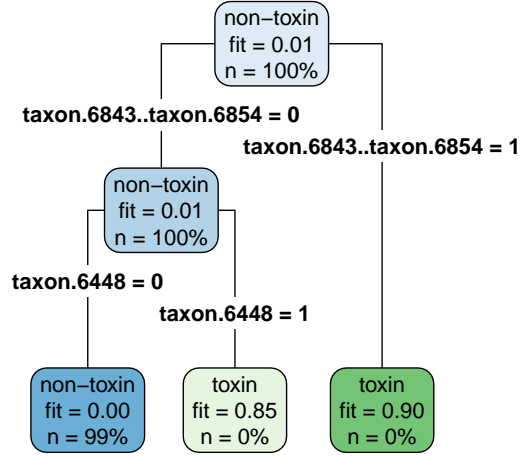 non−toxin
fit = 0.01
n = 100%
taxon.6843..taxon.6854 = 0
taxon.6843..taxon.6854 = 1
non−toxin
fit = 0.01
n = 100%
taxon.6448 = 0
taxon.6448 = 1
non−toxin
fit = 0.00
n = 99%
toxin
fit = 0.85
n = 0%
toxin
fit = 0.90
n = 0%